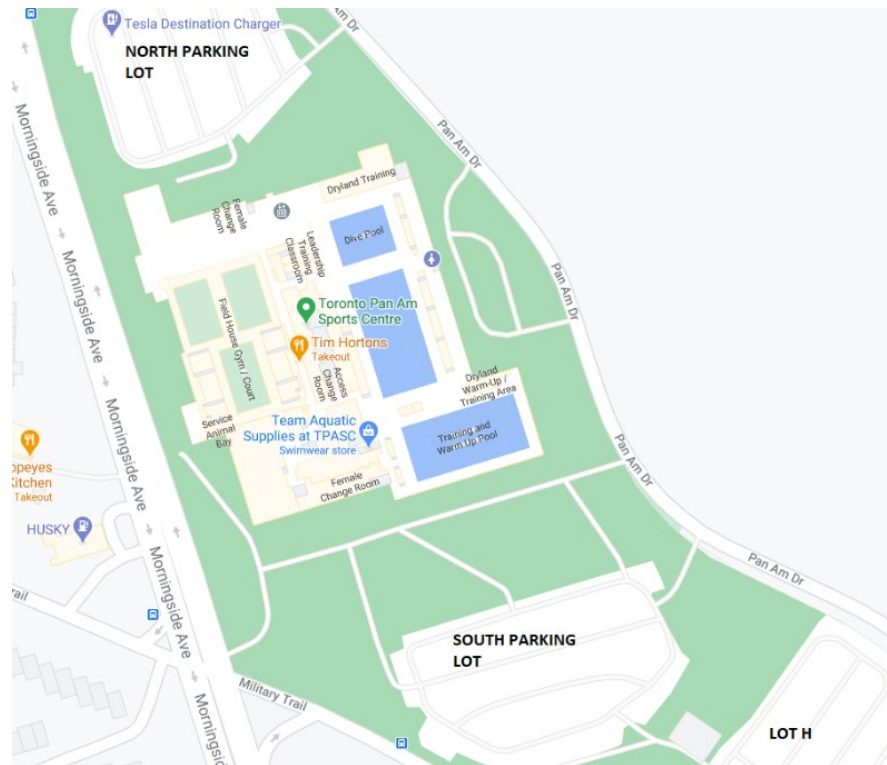 Tesla Destination Charger
NORTH PARKING
LOT
Morningside Ave
Pan Am Dr
Dryland Training
Female
Change
Room
Dive Pool
Leadership
Training
Classroom
Morningside Ave
Pan Am Dr
Toronto Pan Am
Sports Centre
Field House Gym / Court
Tim Hortons
Takeout
Access
Change
Room
Dryland
Warm-Up /
Training Area
Morningside Ave
Service
Animal
Bay
Team Aquatic
Supplies at TPASC
Swimwear store
Training and
Warm Up Pool
opeyes
Kitchen
Takeout
Female
Change Room
Pan Am Dr
HUSKY
Pan Am Dr
Morningside Ave
rail
SOUTH PARKING
LOT
Military Trail
Morningside Ave
LOT H